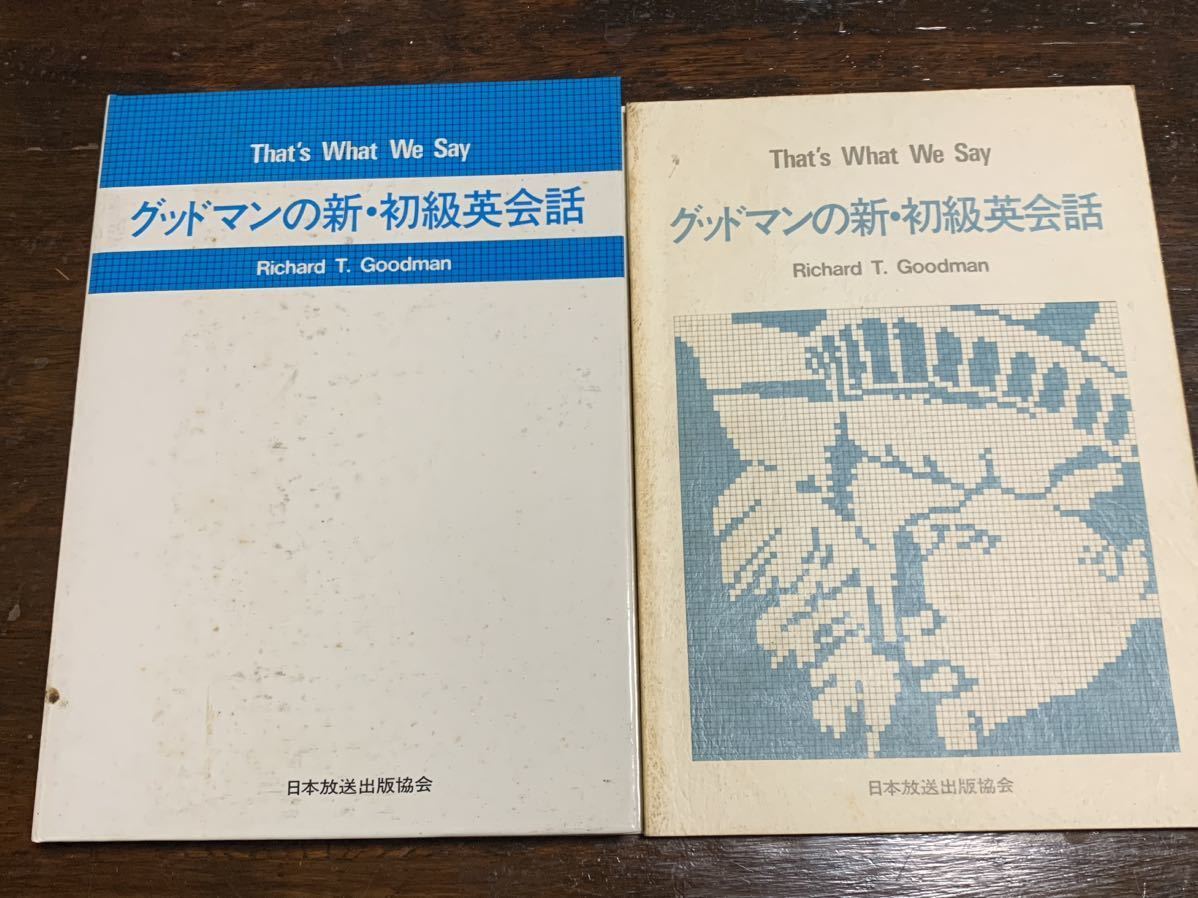 That's What We Say
グッドマンの新・初級英会話
Richard T. Goodman
日本放送出版協会
That's What We Say
グッドマンの新・初級英会話
Richard T. Goodman
日本放送出版協会